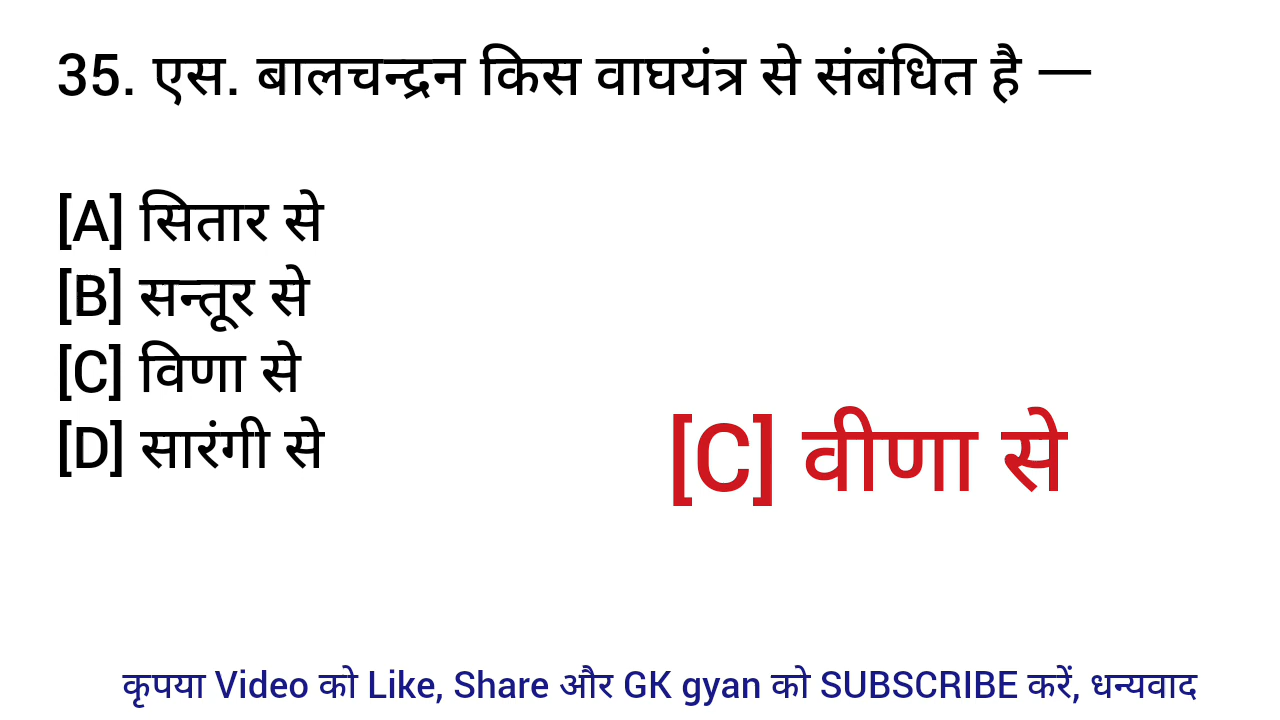 35. एस. बालचन्द्रन किस वाघयंत्र से संबंधित है —
[A] सितार से
[B] सन्तूर से
[C] विणा से
[D] सारंगी से
[C] वीणा से
कृपया Video को Like, Share और GK gyan को SUBSCRIBE करें, धन्यवाद